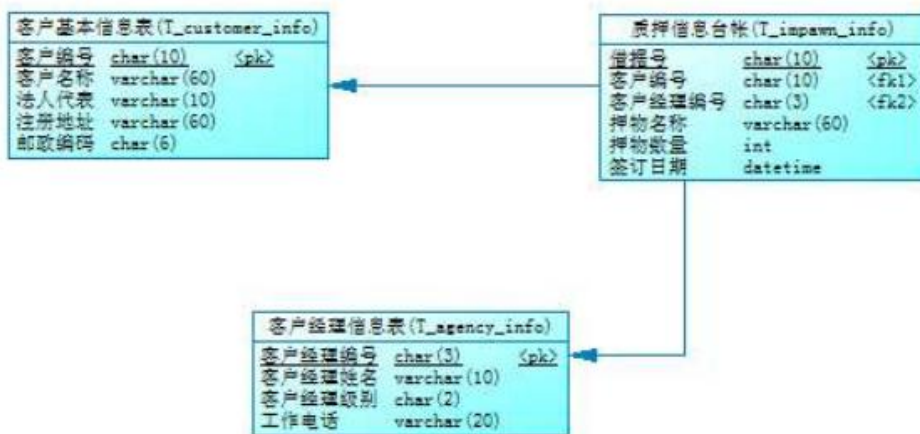 客户基本信息表(T_customer_info)
客户编号 char(10) <pk>
客户名称 varchar(60)
法人代表 varchar(10)
注册地址 varchar(60)
邮政编码 char(6)
质押信息台帐(T_impawn_info)
借据号 char(10) <pk>
客户编号 char(10) <fk1>
客户经理编号 char(3) <fk2>
押物名称 varchar(60)
押物数量 int
签订日期 datetime
客户经理信息表(T_agency_info)
客户经理编号 char(3) <pk>
客户经理姓名 varchar(10)
客户经理级别 char(2)
工作电话 varchar(20)